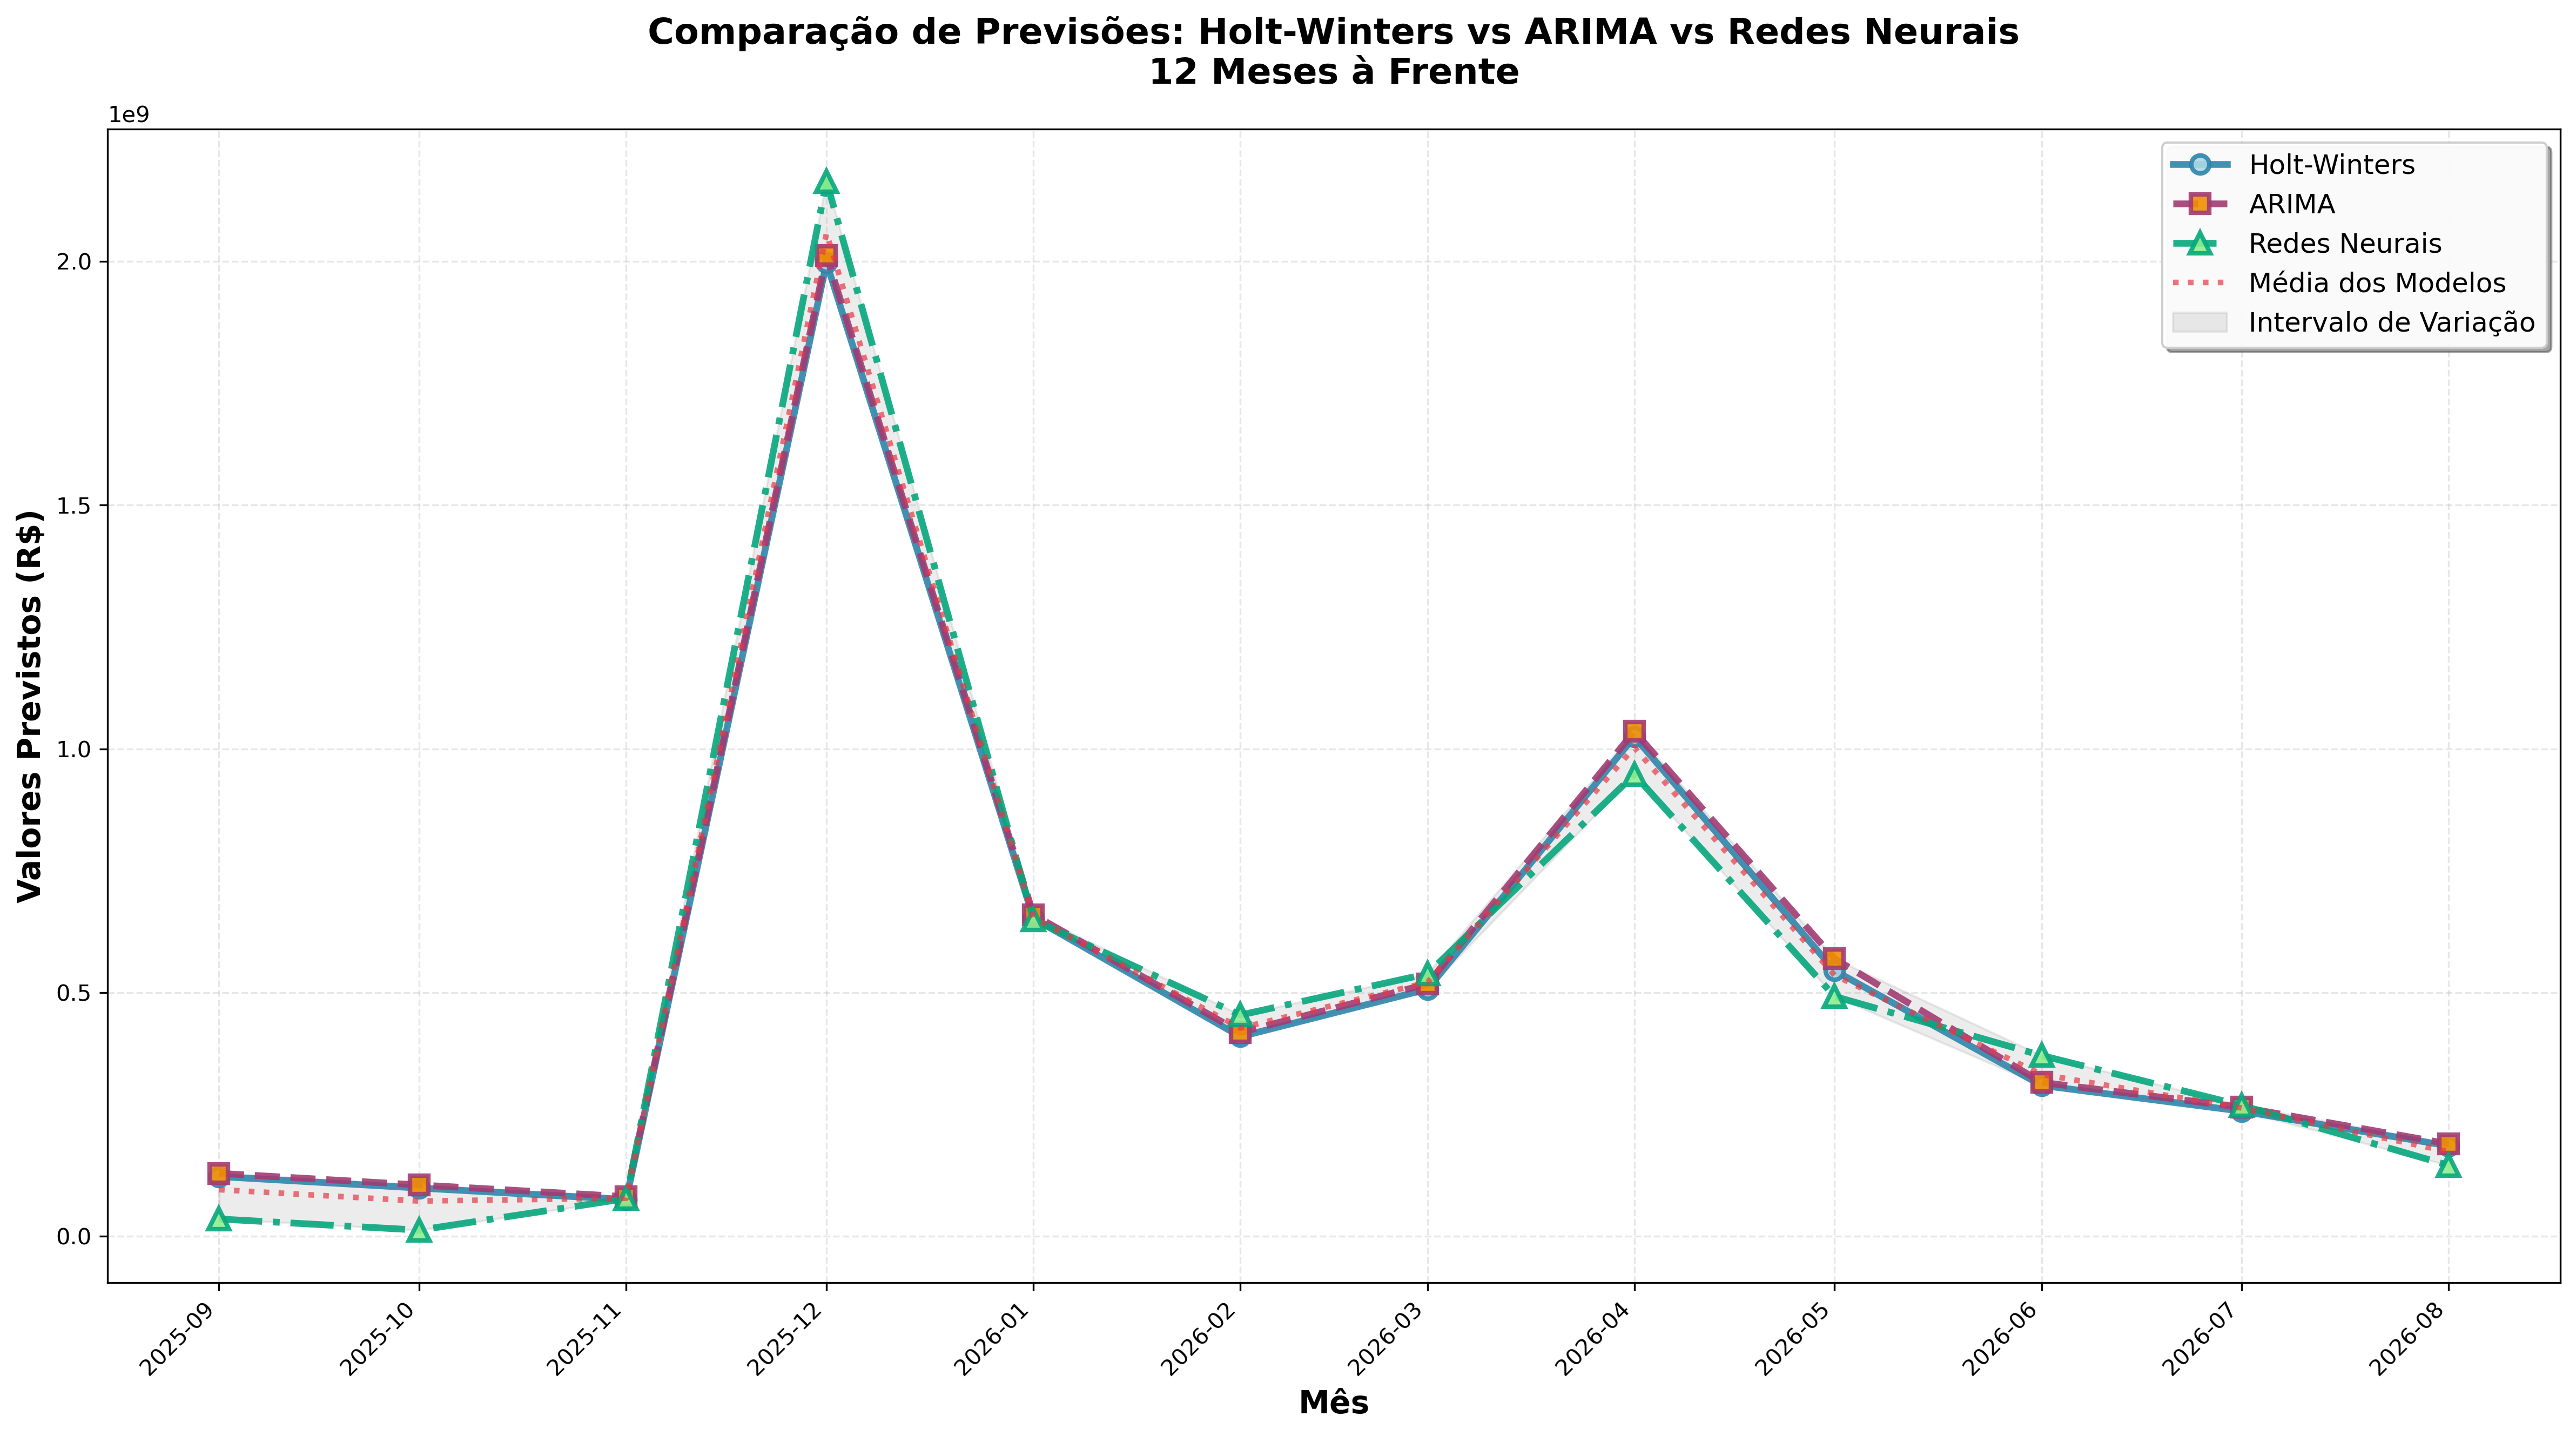 Comparação de Previsões: Holt-Winters vs ARIMA vs Redes Neurais
12 Meses à Frente
1e9
Holt-Winters
ARIMA
Redes Neurais
Média dos Modelos
Intervalo de Variação
Valores Previstos (R$)
2.0
1.5
1.0
0.5
0.0
2025-09
2025-10
2025-11
2025-12
2026-01
2026-02
2026-03
2026-04
2026-05
2026-06
2026-07
2026-08
Mês